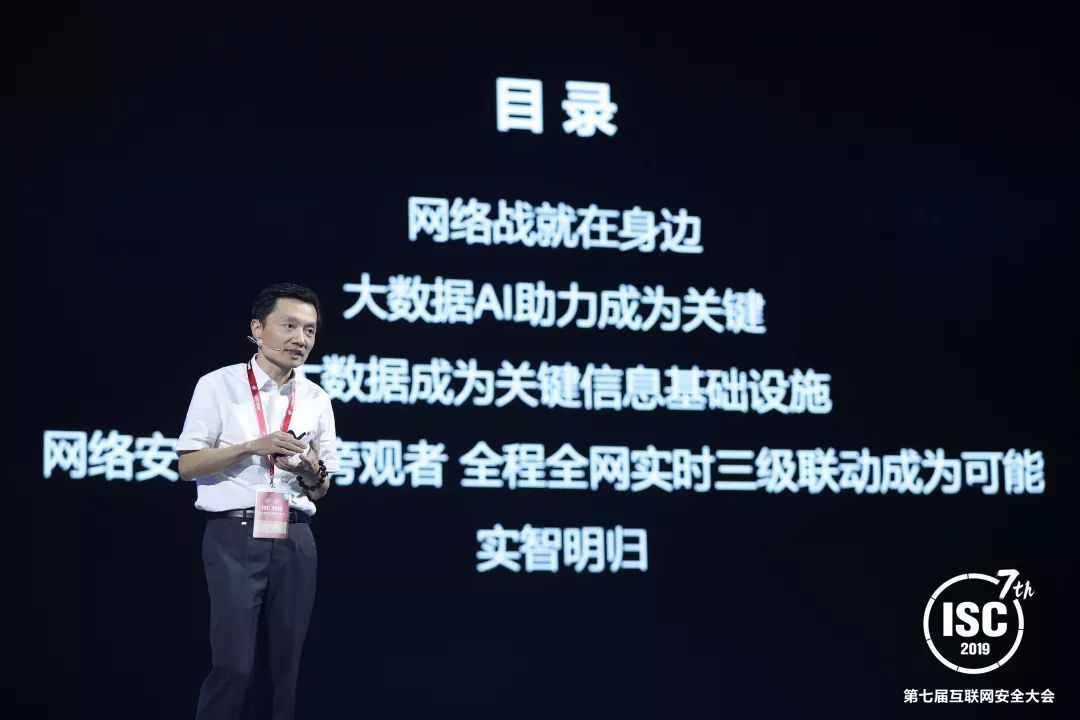 目 录
网络战就在身边
大数据AI助力成为关键
数据成为关键信息基础设施
网络安 旁观者 全程全网实时三级联动成为可能
实智明归
7th
ISC
2019
第七届互联网安全大会
ISC 2019